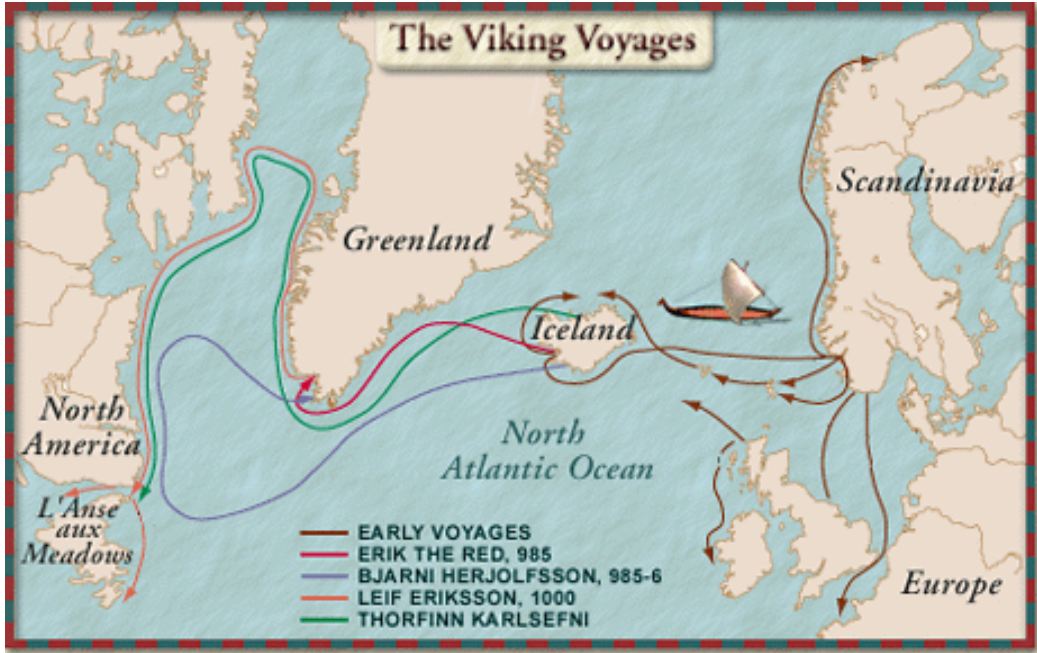 The Viking Voyages
Scandinavia
Greenland
Iceland
North
America
North
Atlantic Ocean
L'Anse
aux
Meadows
Europe
EARLY VOYAGES
ERIK THE RED, 985
BJARNI HERJOLFSSON, 985-6
LEIF ERIKSSON, 1000
THORFINN KARLSEFNI